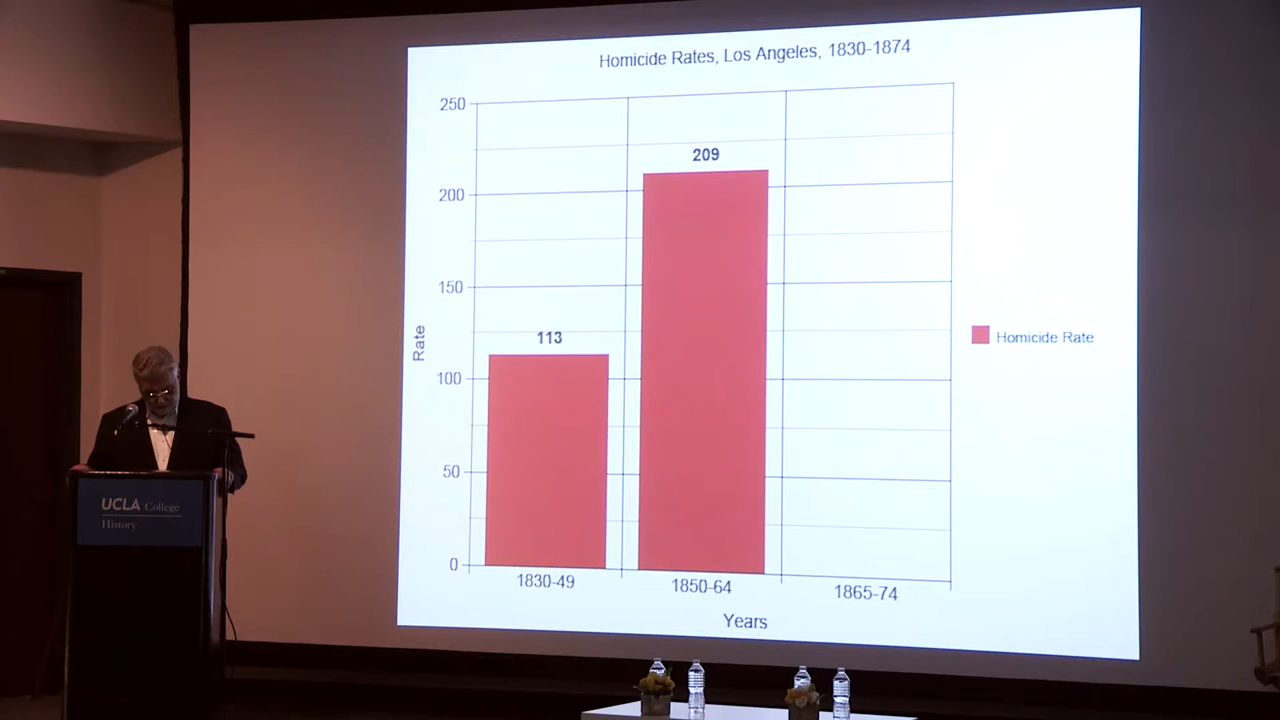 Homicide Rates, Los Angeles, 1830-1874
250
200
150
100
50
0
Rate
113
209
1830-49
1850-64
1865-74
Years
Homicide Rate
UCLA College
History